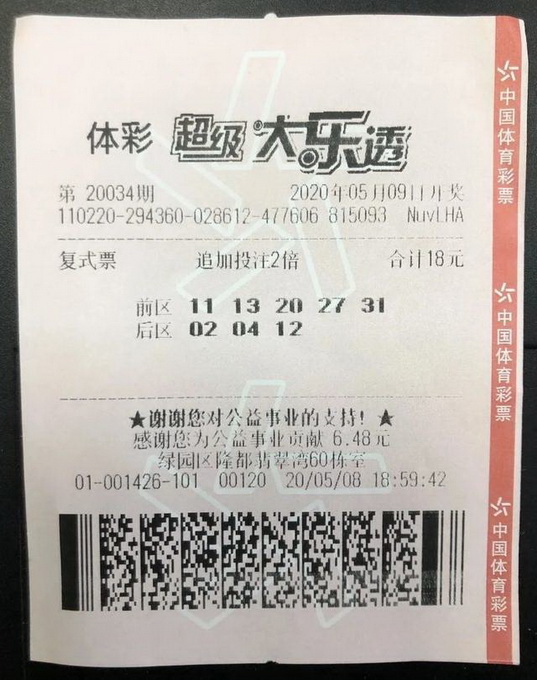 体彩 超级大乐透
第 20034期 2020年05月09日开奖
110220-294360-028612-477606 815093 NuvLHA
复式票 追加投注2倍 合计18元
前区 11 13 20 27 31
后区 02 04 12
★谢谢您对公益事业的支持! ★
感谢您为公益事业贡献 6.48元
绿园区隆都翡翠湾60栋室
01-001426-101 00120 20/05/08 18:59:42
中国体育彩票
中国体育彩票
中国体育彩票